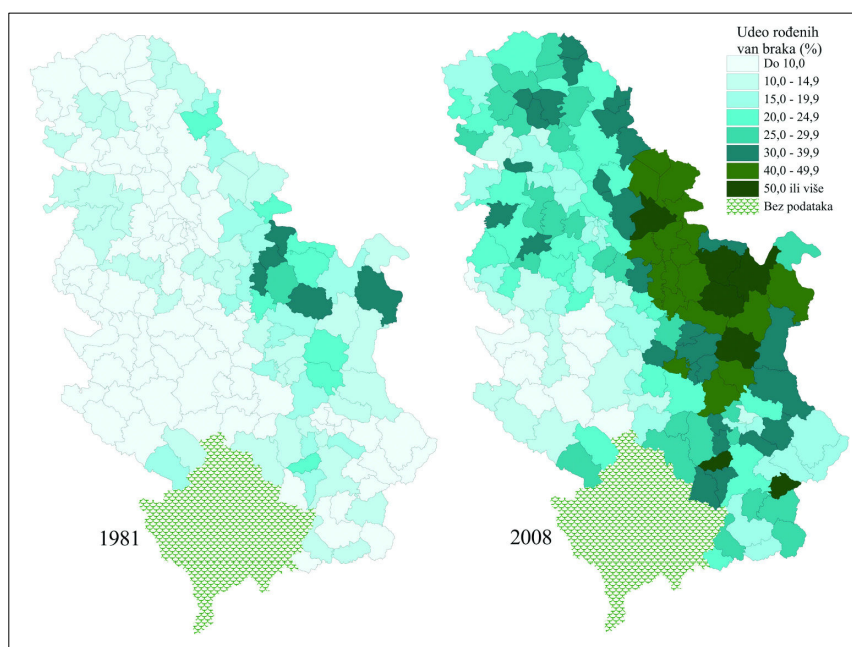 Udeo rođenih
van braka (%)
Do 10,0
10,0 - 14,9
15,0 - 19,9
20,0 - 24,9
25,0 - 29,9
30,0 - 39,9
40,0 - 49,9
50,0 ili više
Bez podataka
1981
2008